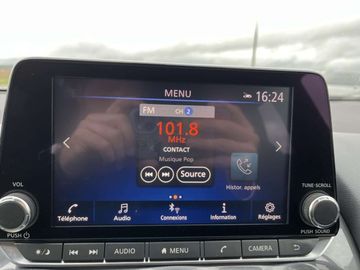 MENU
16:24
FM CH 2
101.8
MHz
CONTACT
Musique Pop
Source
Histor. appels
VOL
TUNE·SCROLL
Téléphone
Audio
Connexions
Information
Réglages
PUSH
PUSH SOUND
AUDIO
MENU
CAMERA